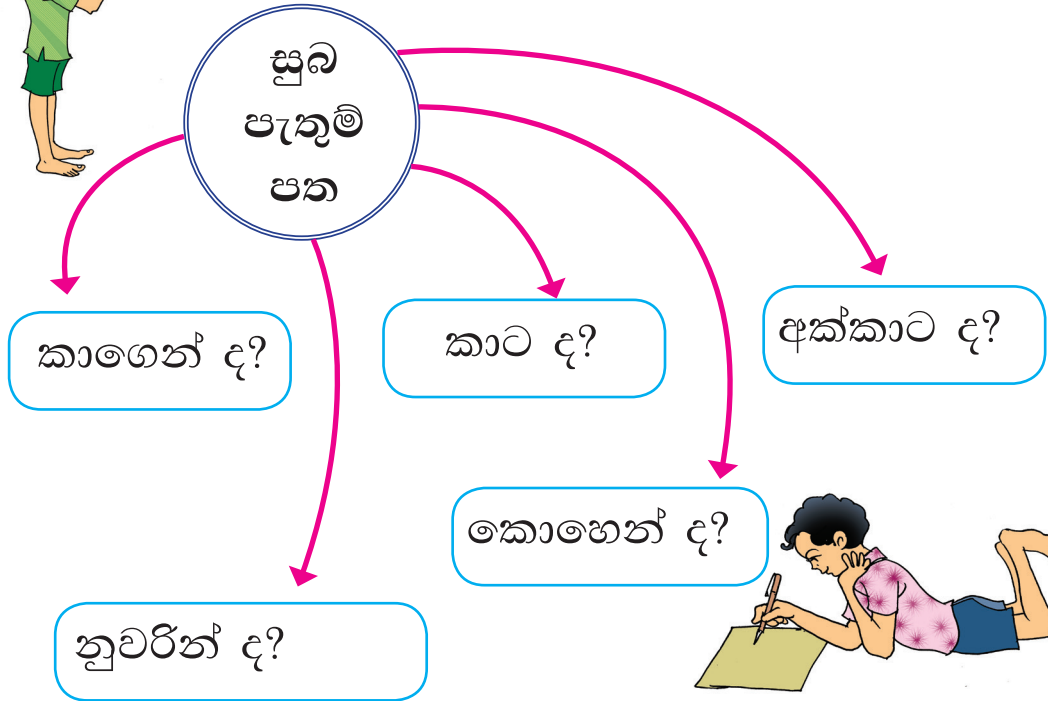 සුබ
පැතුම්
පත
කාගෙන් ද?
කාට ද?
අක්කාට ද?
කොහෙන් ද?
නුවරින් ද?